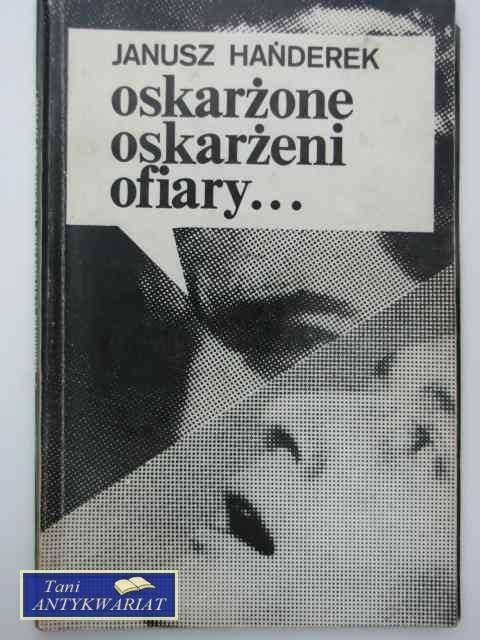 JANUSZ HAŃDEREK
oskarżone
oskarżeni
ofiary...
Tani
ANTYKWARIAT